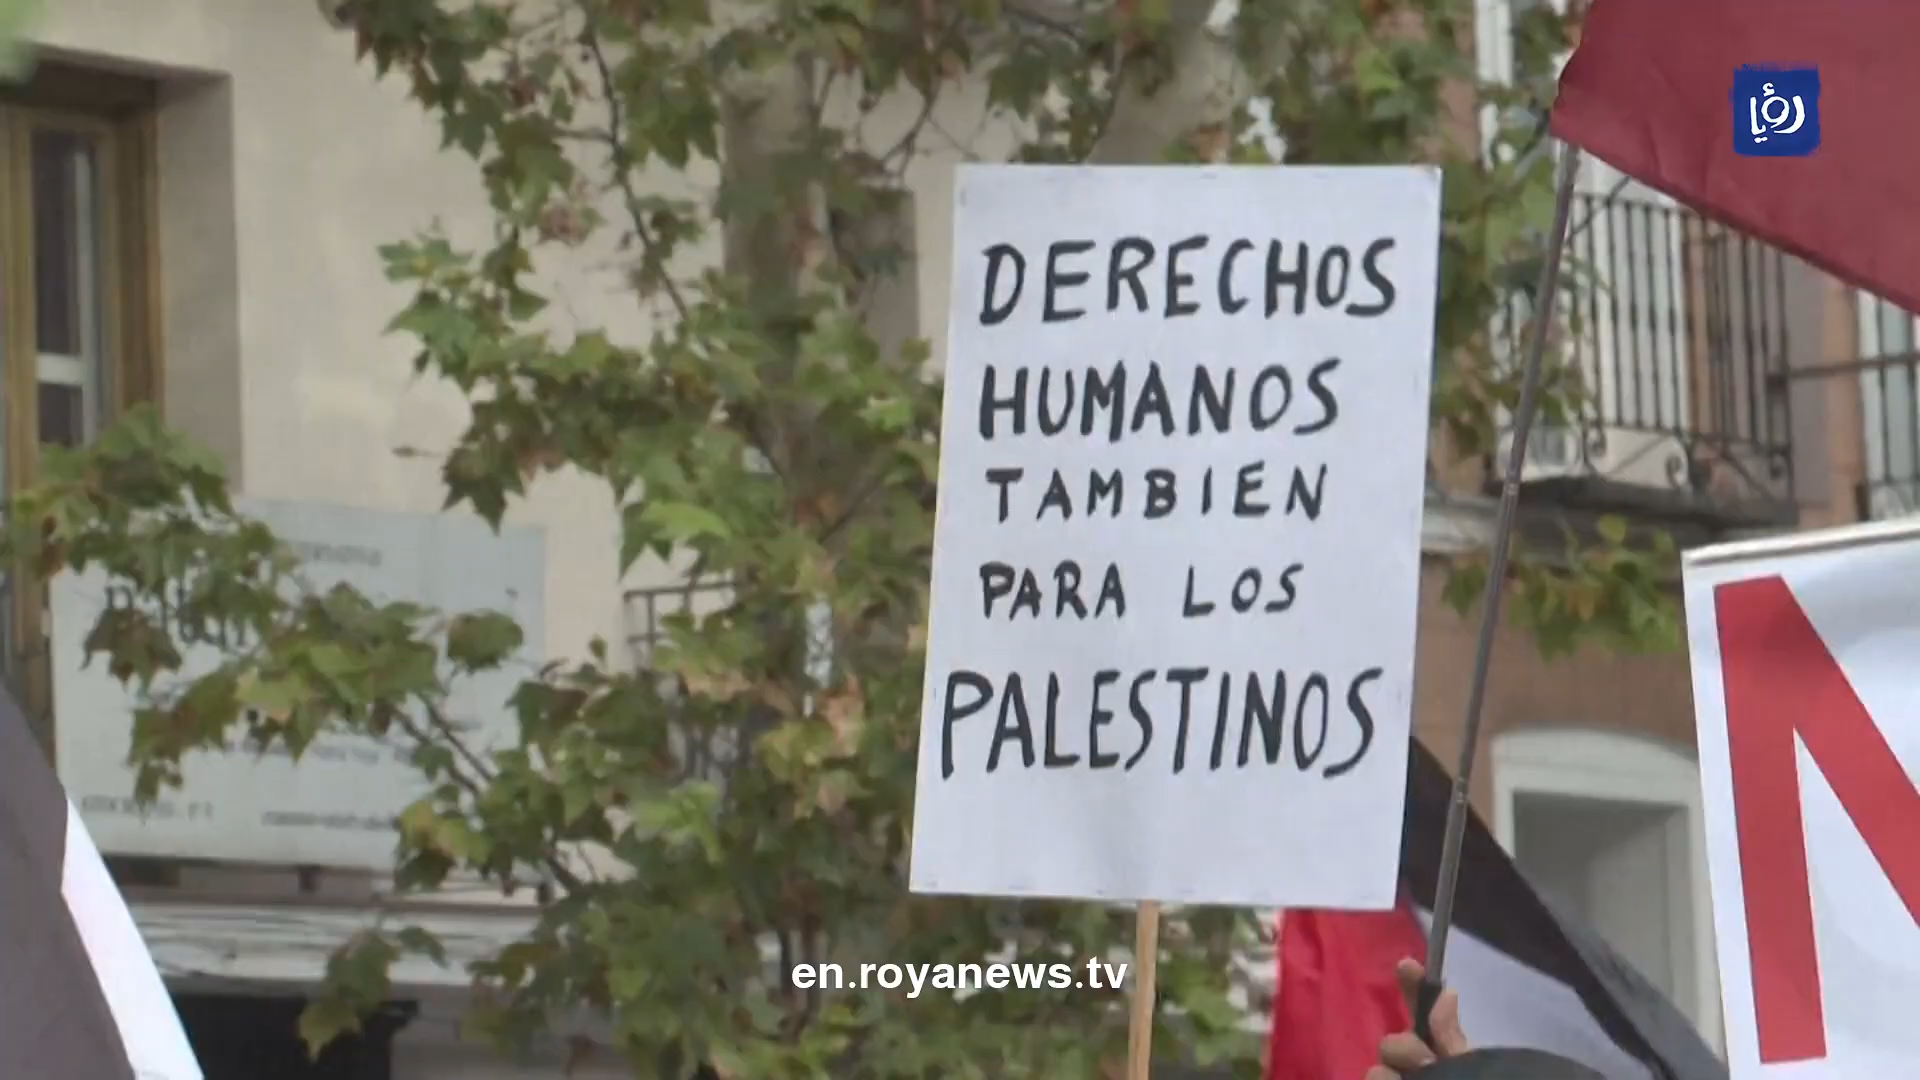 رؤيا
DERECHOS
HUMANOS
TAMBIEN
PARA LOS
PALESTINOS
N
en.royanews.tv